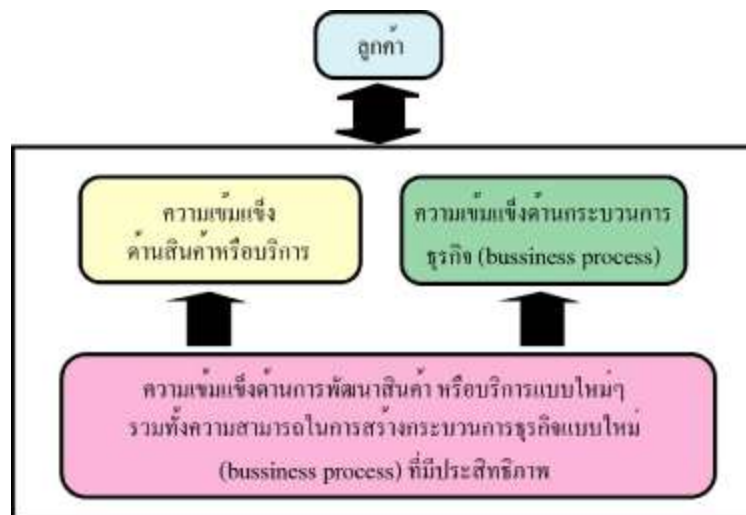 ลูกค้า
ความเข้มแข็ง
ด้านสินค้าหรือบริการ
ความเข้มแข็งด้านกระบวนการ
ธุรกิจ (bussiness process)
ความเข้มแข็งด้านการพัฒนาสินค้า หรือบริการแบบใหม่ๆ
รวมทั้งความสามารถในการสร้างกระบวนการธุรกิจแบบใหม่
(bussiness process) ที่มีประสิทธิภาพ